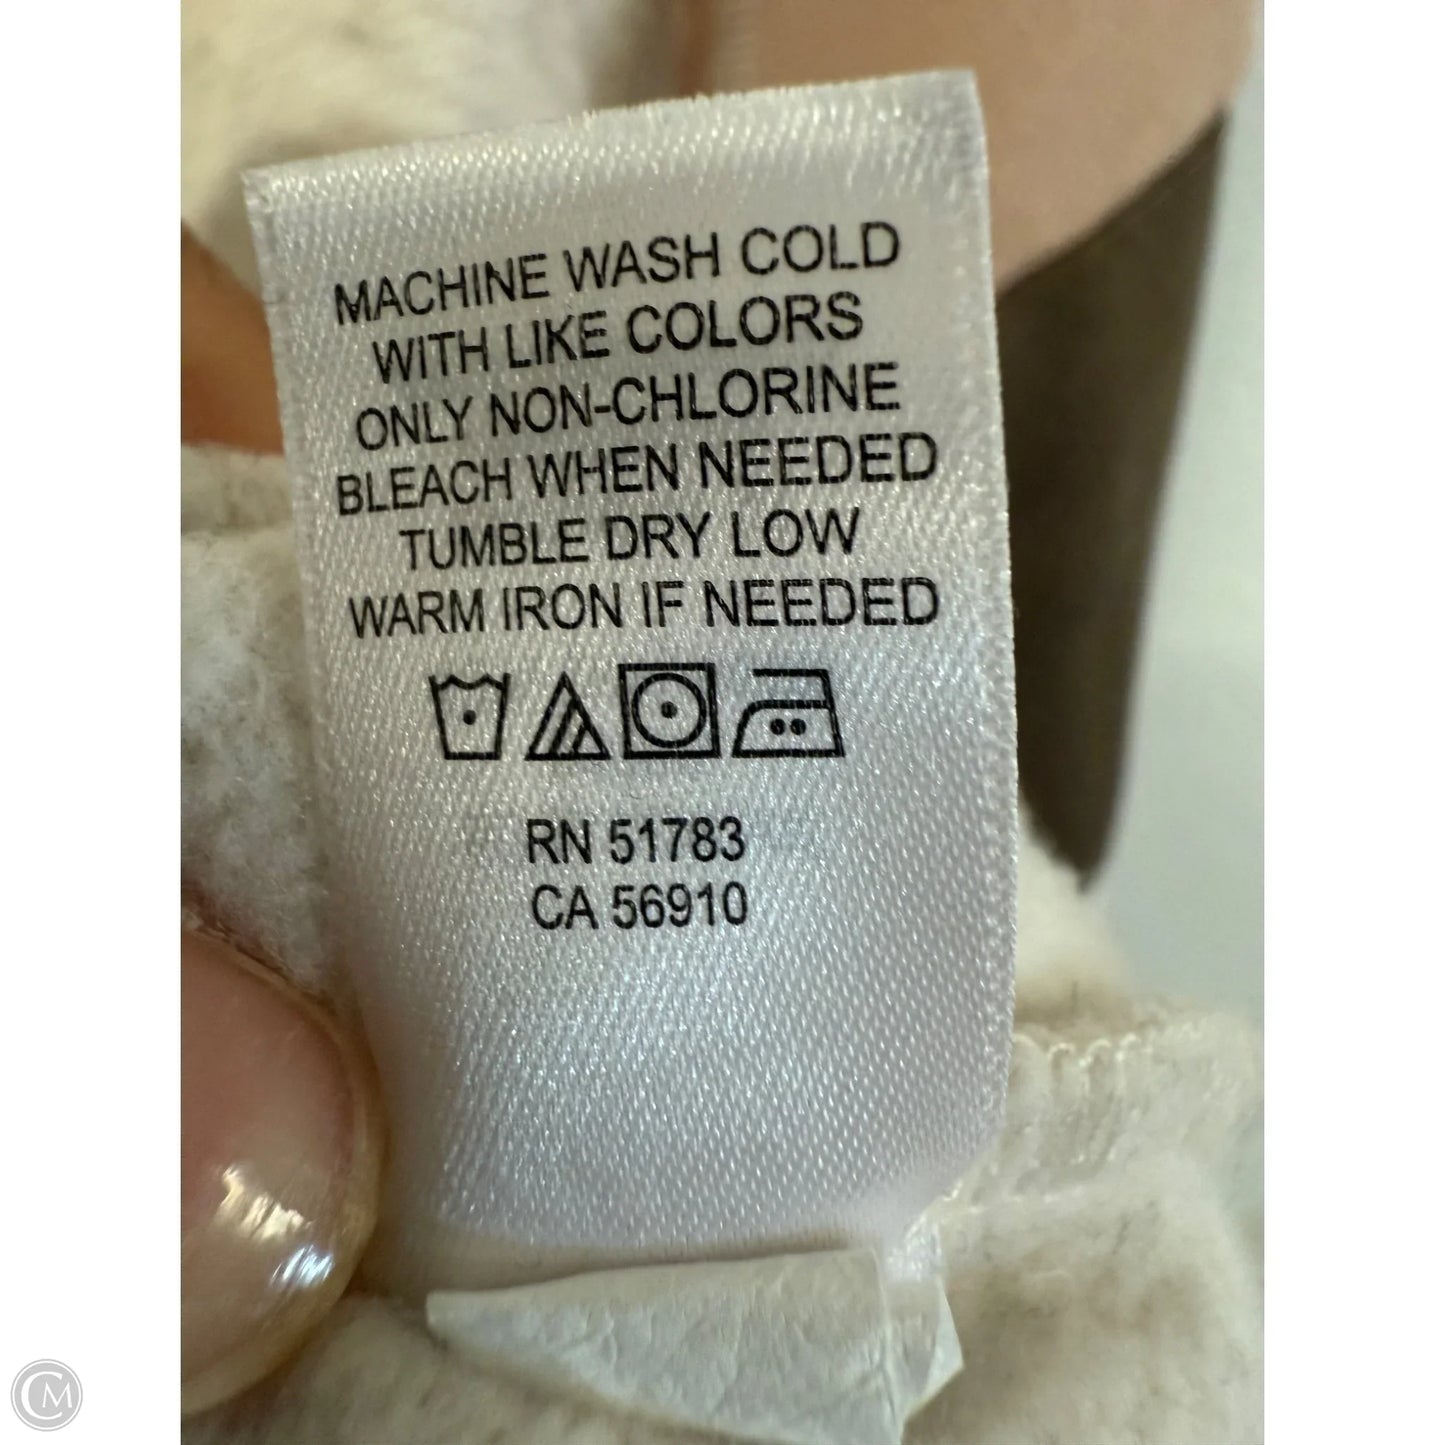 MACHINE WASH COLD
WITH LIKE COLORS
ONLY NON-CHLORINE
BLEACH WHEN NEEDED
TUMBLE DRY LOW
WARM IRON IF NEEDED
RN 51783
CA 56910
CM